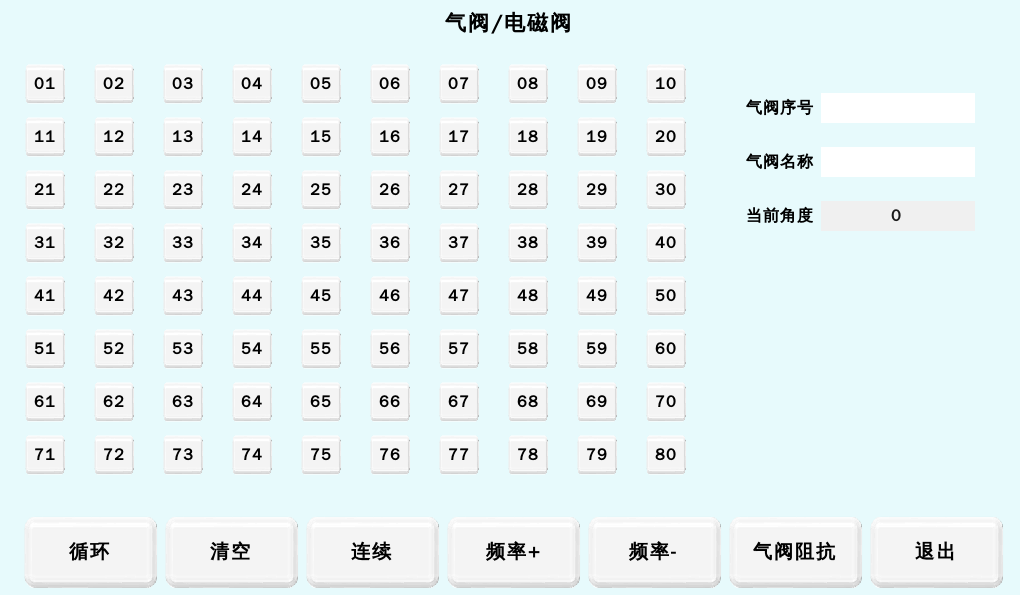 气阀/电磁阀
01 02 03 04 05 06 07 08 09 10
气阀序号
11 12 13 14 15 16 17 18 19 20
气阀名称
21 22 23 24 25 26 27 28 29 30
当前角度 0
31 32 33 34 35 36 37 38 39 40
41 42 43 44 45 46 47 48 49 50
51 52 53 54 55 56 57 58 59 60
61 62 63 64 65 66 67 68 69 70
71 72 73 74 75 76 77 78 79 80
循环 清空 连续 频率+ 频率- 气阀阻抗 退出